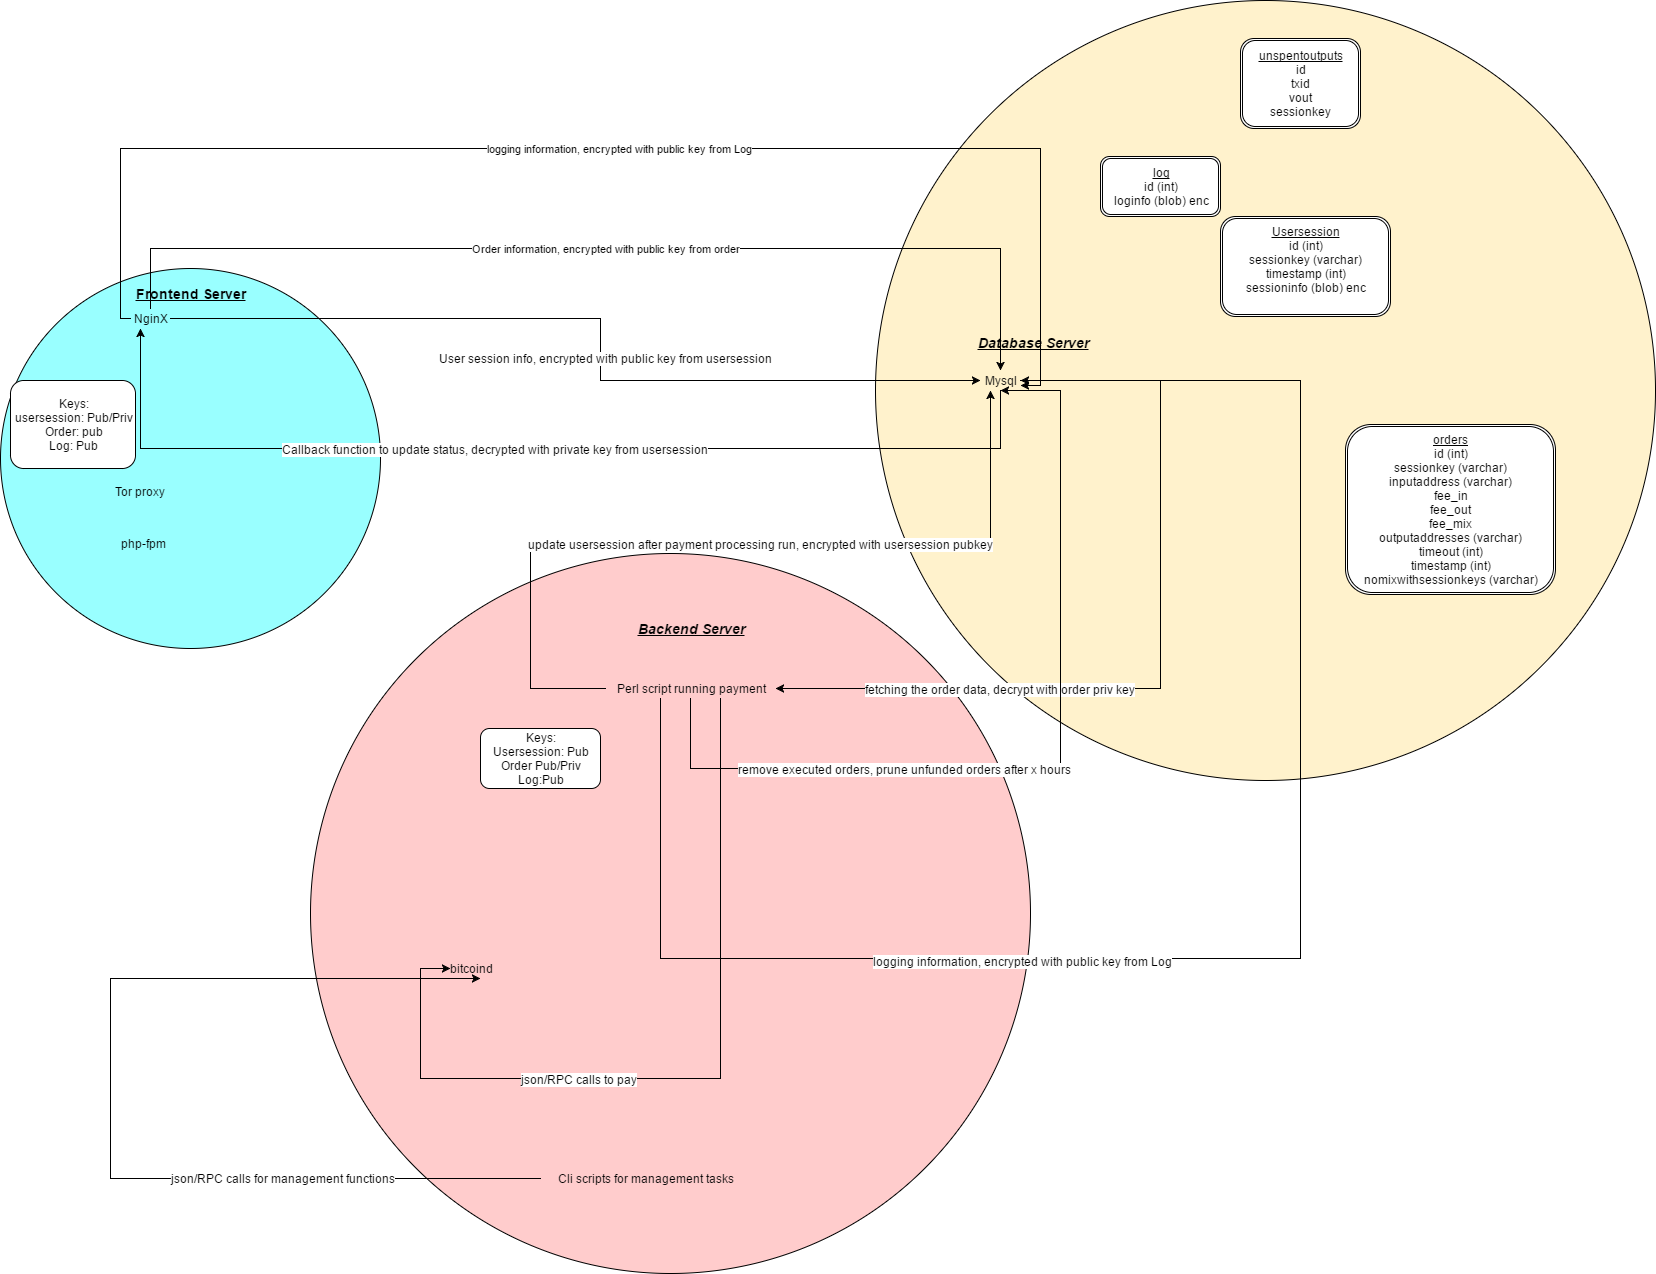 unspentoutputs
id
txid
vout
sessionkey
logging information, encrypted with public key from Log
log
id (int)
loginfo (blob) enc
Usersession
id (int)
sessionkey (varchar)
timestamp (int)
sessioninfo (blob) enc
Order information, encrypted with public key from order
Frontend Server
NginX
User session info, encrypted with public key from usersession
Database Server
Mysql
Keys:
usersession: Pub/Priv
Order: pub
Log: Pub
Callback function to update status, decrypted with private key from usersession
orders
id (int)
sessionkey (varchar)
inputaddress (varchar)
fee_in
fee_out
fee_mix
outputaddresses (varchar)
timeout (int)
timestamp (int)
nomixwithsessionkeys (varchar)
Tor proxy
php-fpm
update usersession after payment processing run, encrypted with usersession pubkey
Backend Server
Perl script running payment
fetching the order data, decrypt with order priv key
Keys:
Usersession: Pub
Order Pub/Priv
Log:Pub
remove executed orders, prune unfunded orders after x hours
logging information, encrypted with public key from Log
bitcoind
json/RPC calls to pay
json/RPC calls for management functions
Cli scripts for management tasks